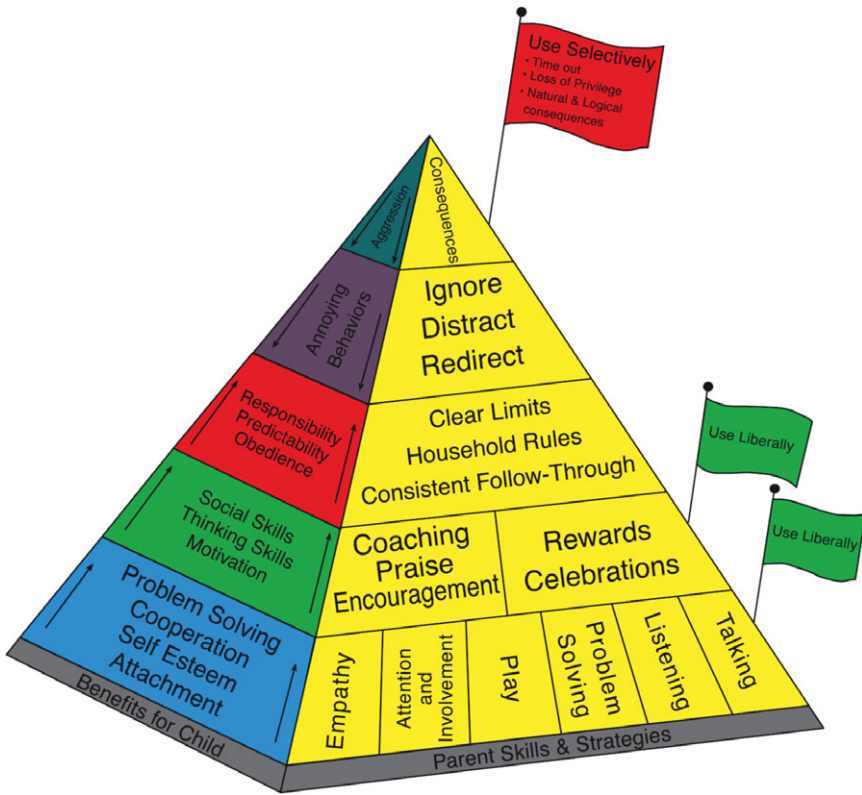 Use Selectively
• Time out
• Loss of Privilege
• Natural & Logical
consequences
Aggression
Consequences
Annoying
Behaviors
Ignore
Distract
Redirect
Responsibility
Predictability
Obedience
Clear Limits
Household Rules
Consistent Follow-Through
Use Liberally
Social Skills
Thinking Skills
Motivation
Coaching
Praise
Encouragement
Rewards
Celebrations
Use Liberally
Problem Solving
Cooperation
Self Esteem
Attachment
Empathy
Attention
and
Involvement
Play
Problem
Solving
Listening
Talking
Benefits for Child
Parent Skills & Strategies